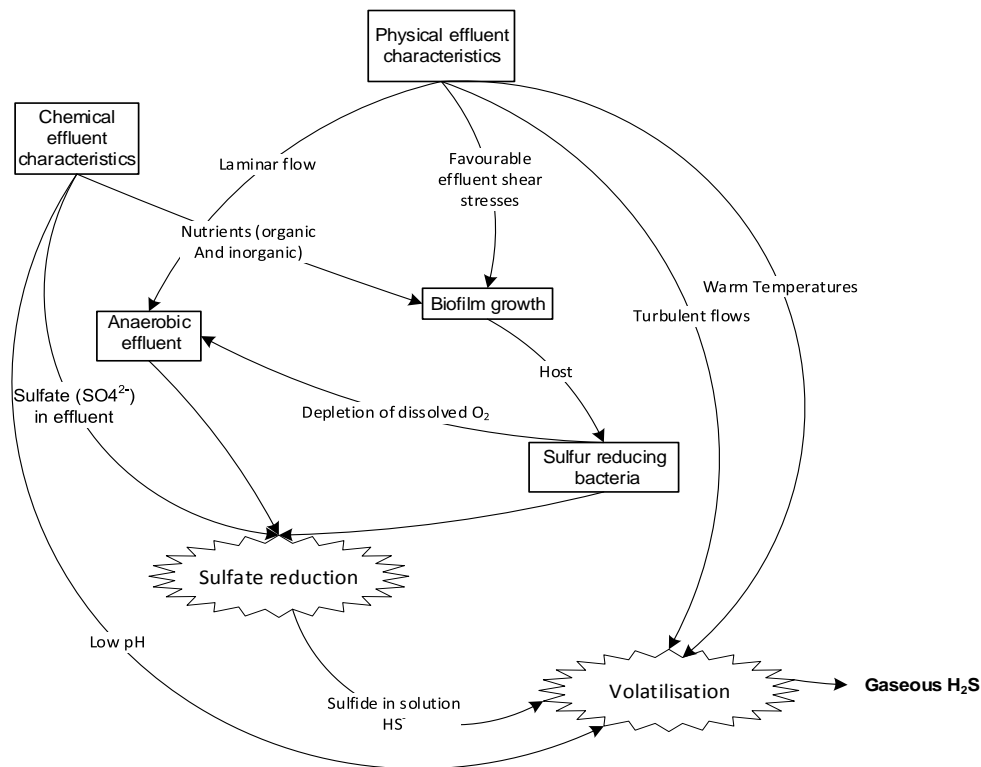 Physical effluent
characteristics
Chemical
effluent
characteristics
Laminar flow
Favourable
effluent shear
stresses
Nutrients (organic
And inorganic)
Warm Temperatures
Biofilm growth
Turbulent flows
Anaerobic
effluent
Host
Sulfate (SO4²⁻)
in effluent
Depletion of dissolved O₂
Sulfur reducing
bacteria
Sulfate reduction
Low pH
Volatilisation
Gaseous H₂S
Sulfide in solution
HS⁻